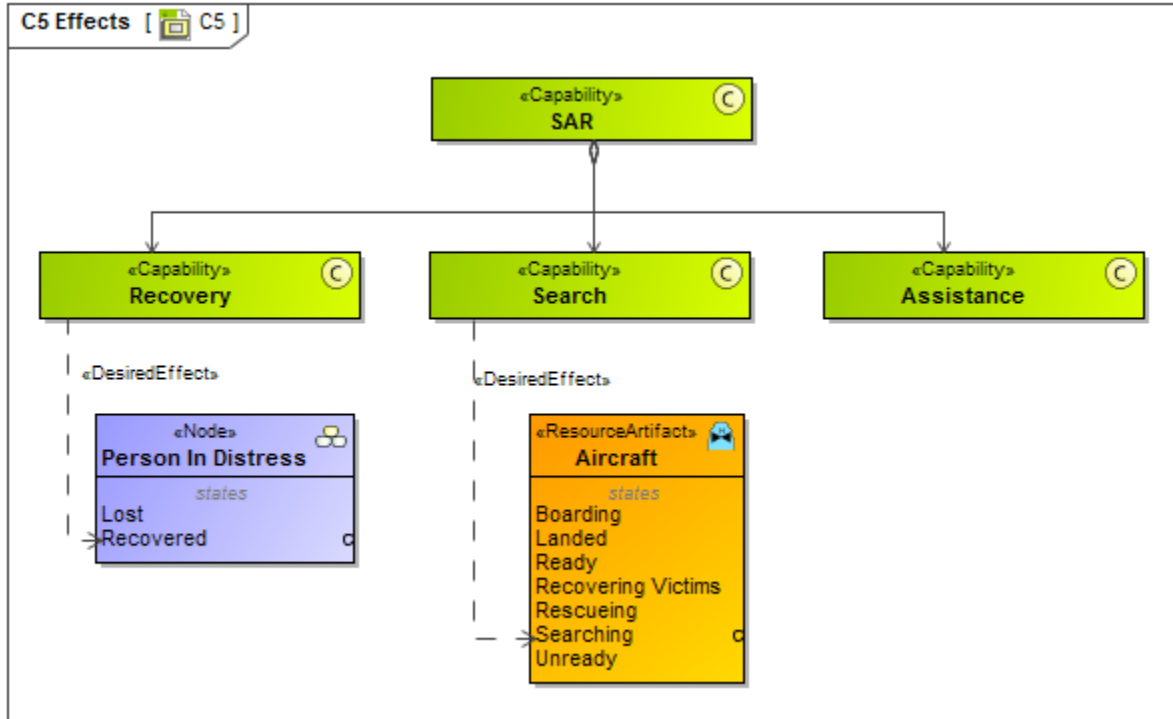 C5 Effects [ C5 ]
«Capability»
C
SAR
«Capability»
C
Recovery
«Capability»
C
Search
«Capability»
C
Assistance
«DesiredEffect»
«DesiredEffect»
«Node»
Person In Distress
states
Lost
Recovered c
«ResourceArtifact»
H
Aircraft
states
Boarding
Landed
Ready
Recovering Victims
Rescueing
Searching c
Unready